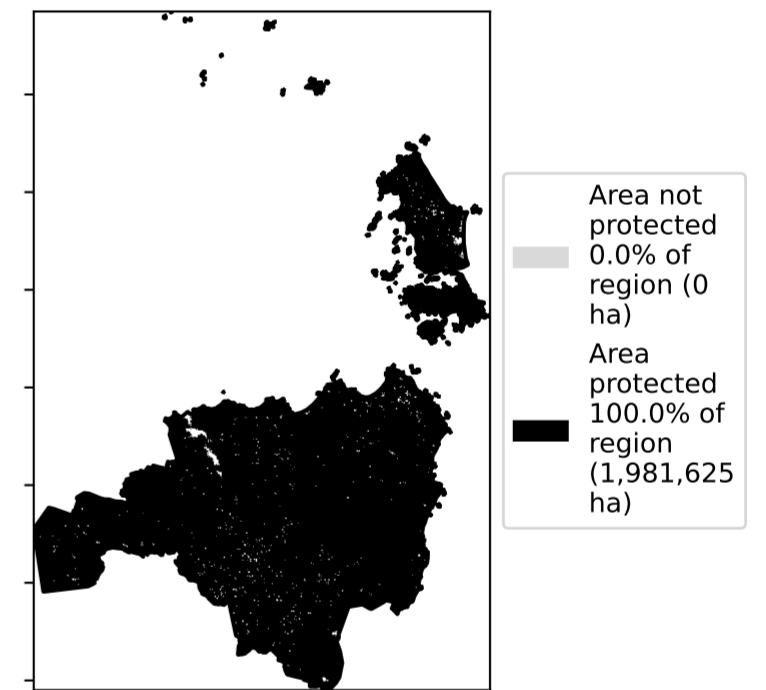 Area not
protected
0.0% of
region (0
ha)
Area
protected
100.0% of
region
(1,981,625
ha)